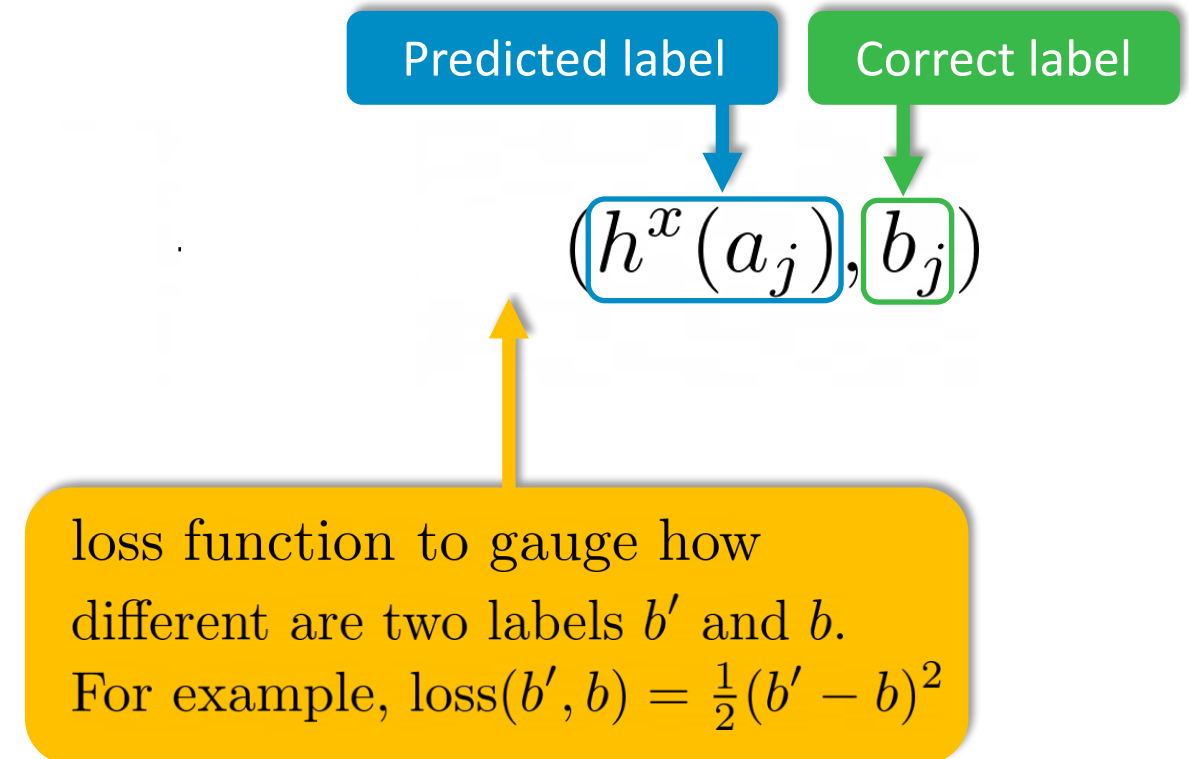 Predicted label
Correct label
(h^x(a_j), b_j)
loss function to gauge how
different are two labels b′ and b.
For example, loss(b′, b) = ½(b′ − b)²